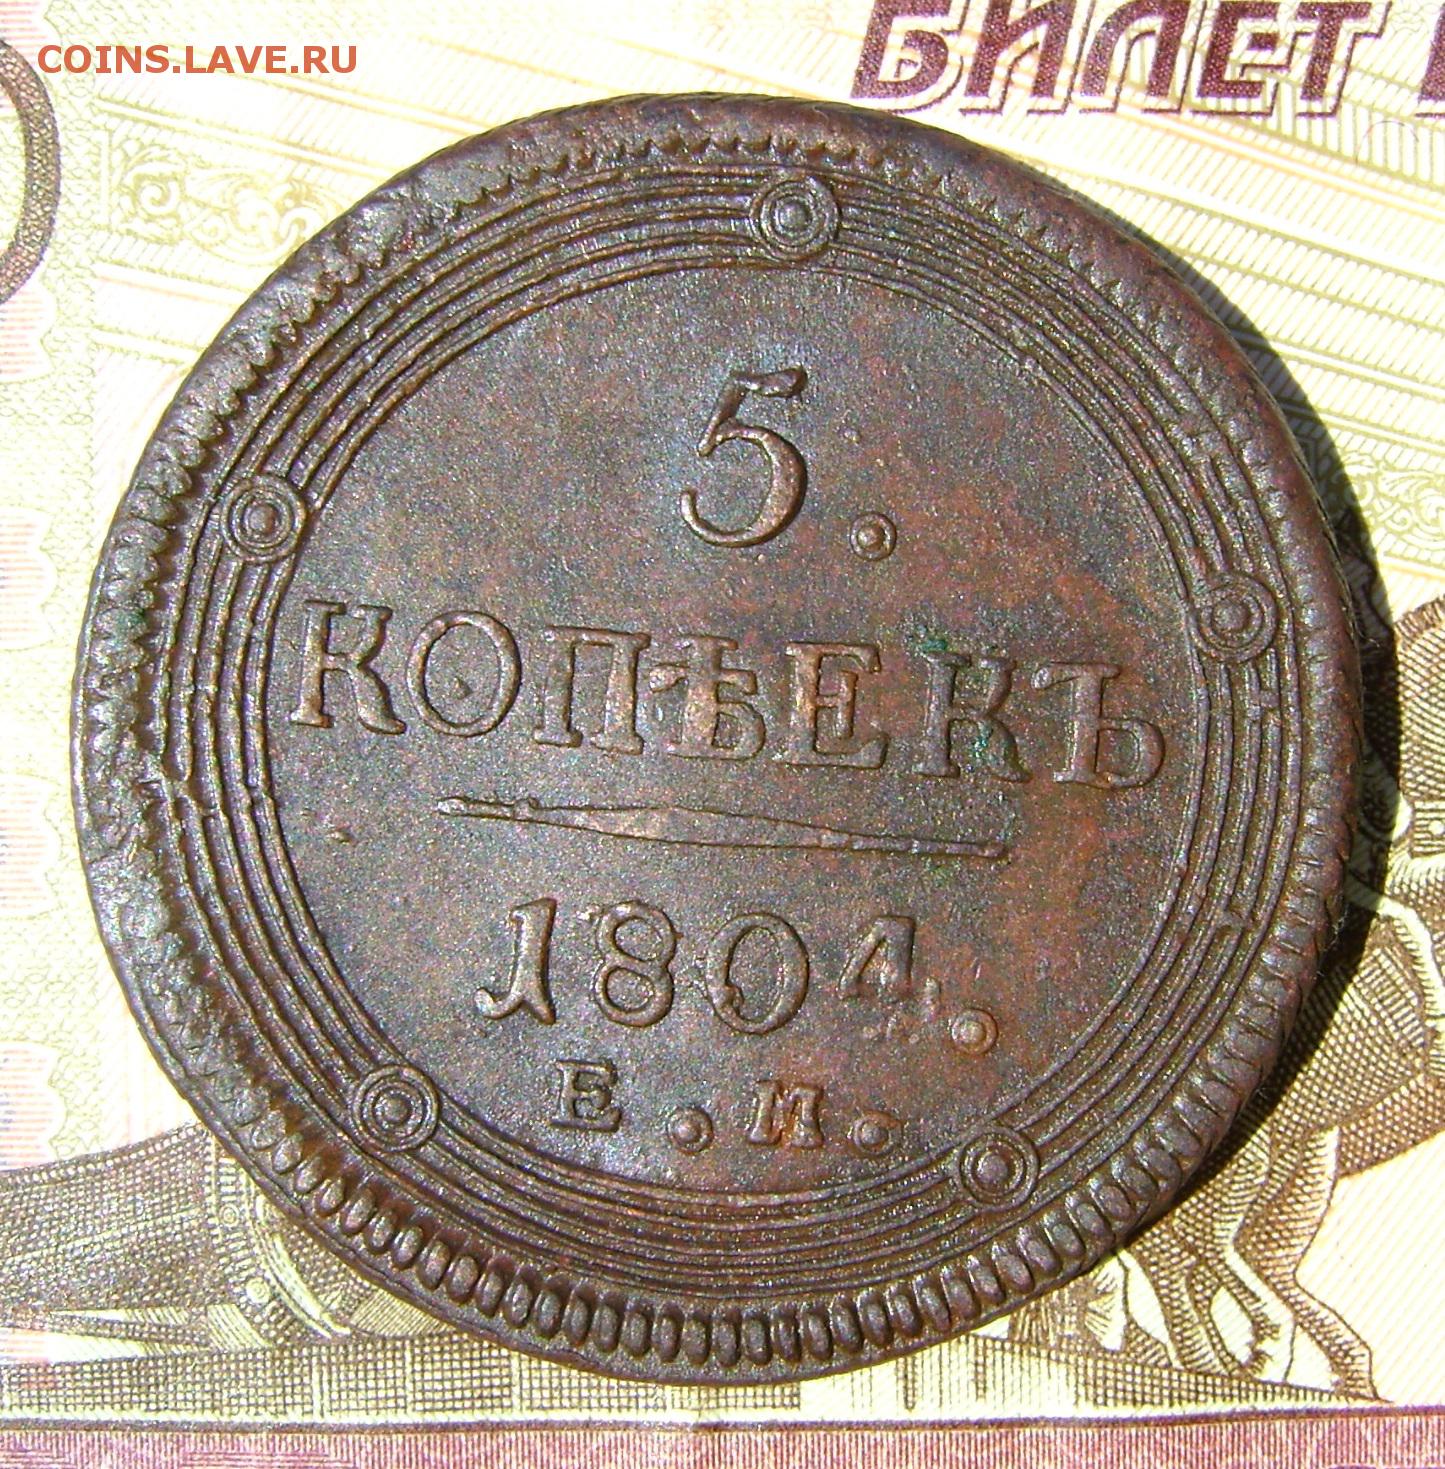 COINS.LAVE.RU
БИЛЕТ
5.
КОПѢЕКЪ
1804.
Е.М.